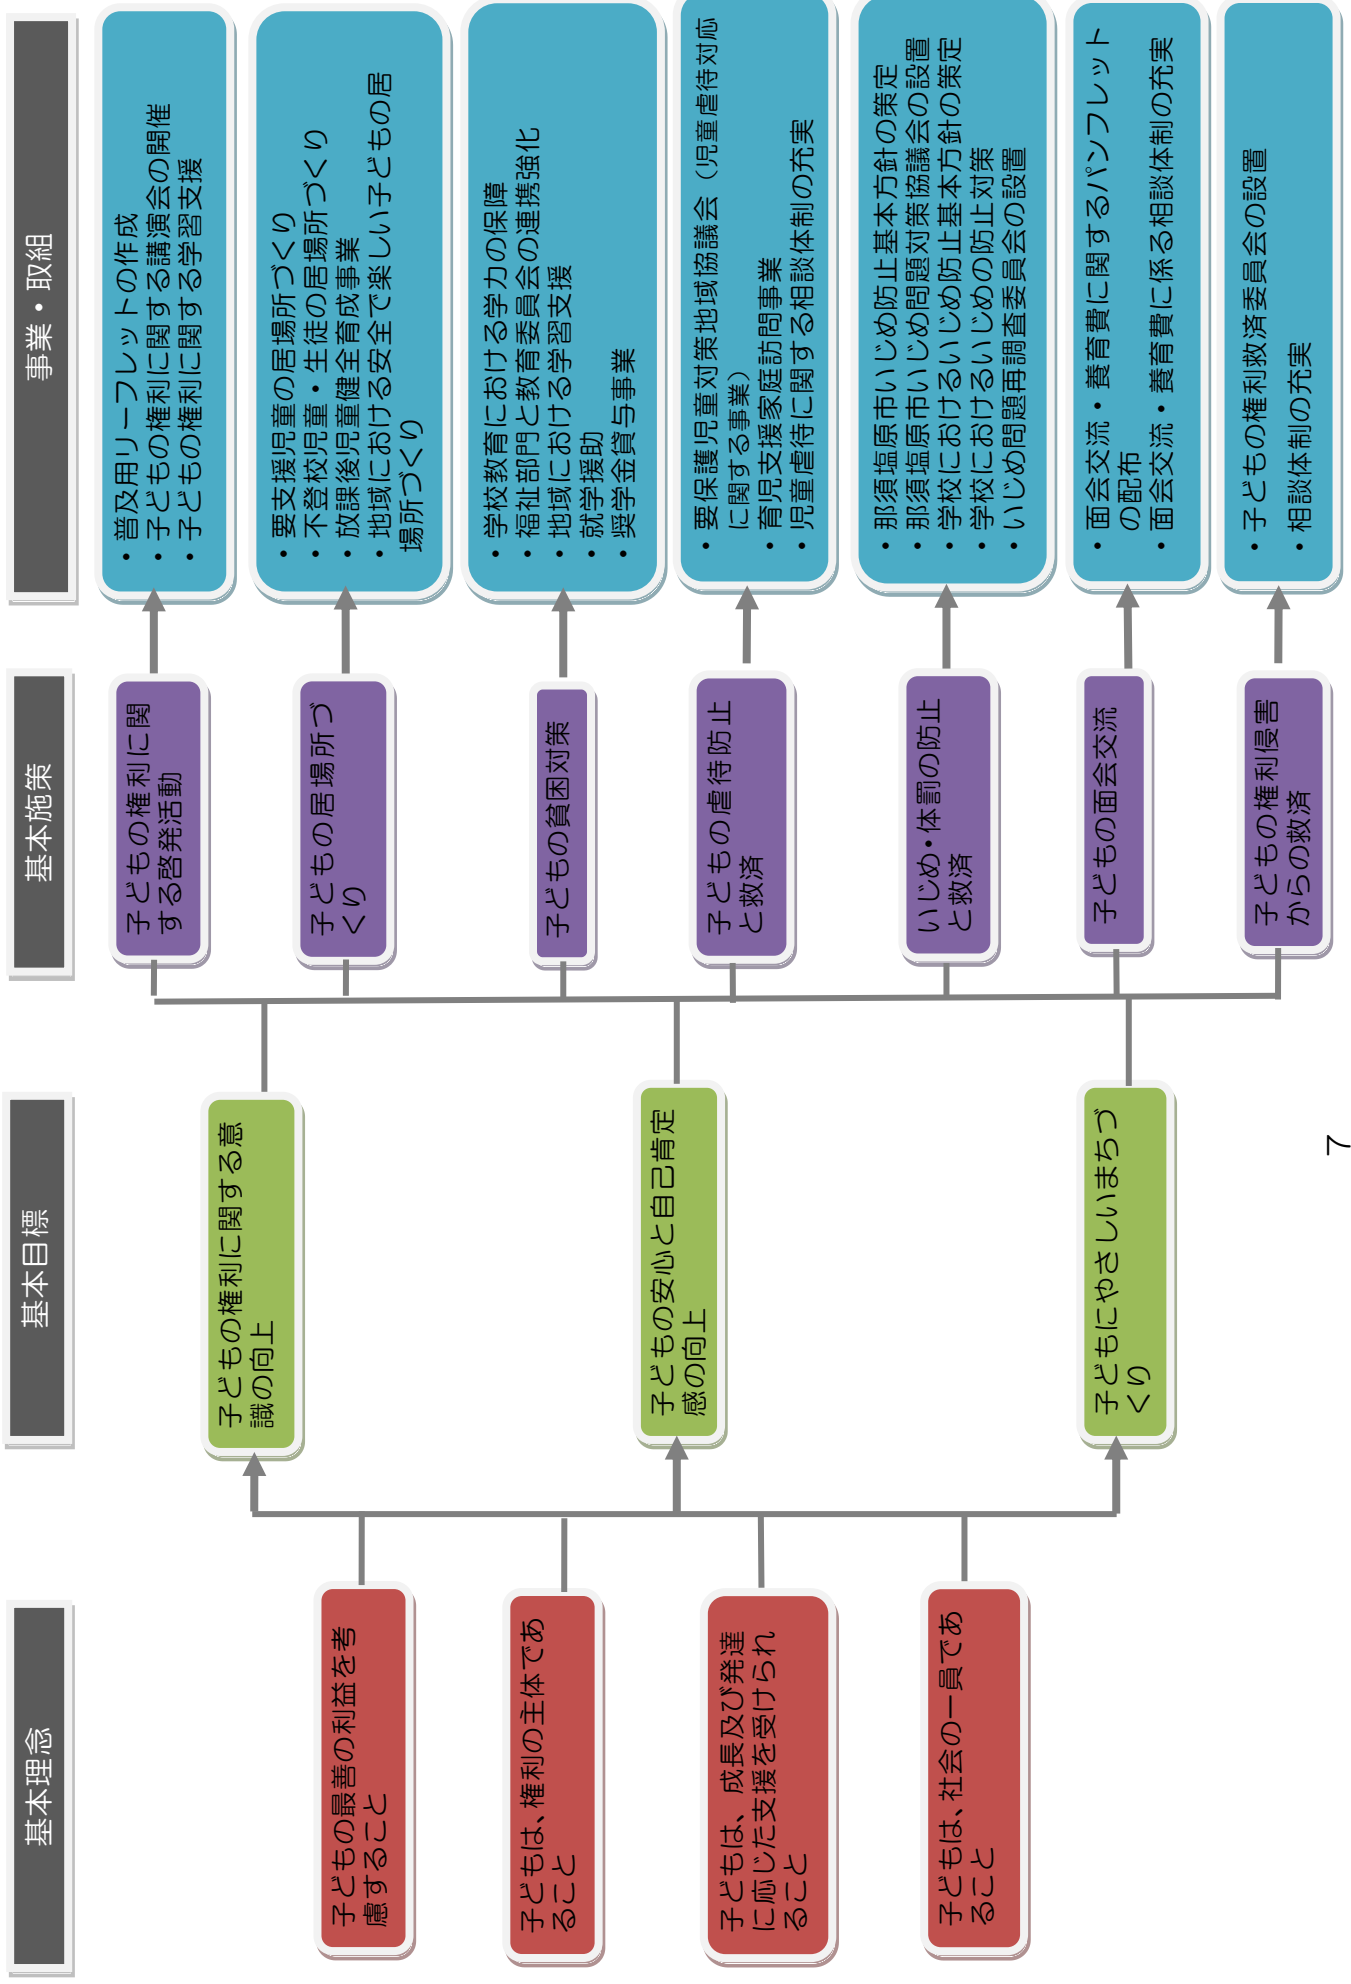 基本理念
基本目標
基本施策
事業・取組
子どもの最善の利益を考
慮すること
子どもは、権利の主体であ
ること
子どもは、成長及び発達
に応じた支援を受けられ
ること
子どもは、社会の一員であ
ること
子どもの権利に関する意
識の向上
子どもの安心と自己肯定
感の向上
子どもにやさしいまちづ
くり
子どもの権利に関
する啓発活動
子どもの居場所づ
くり
子どもの貧困対策
子どもの虐待防止
と救済
いじめ・体罰の防止
と救済
子どもの面会交流
子どもの権利侵害
からの救済
・普及用リーフレットの作成
・子どもの権利に関する講演会の開催
・子どもの権利に関する学習支援
・要支援児童の居場所づくり
・不登校児童・生徒の居場所づくり
・放課後児童健全育成事業
・地域における安全で楽しい子どもの居
場所づくり
・学校教育における学力の保障
・福祉部門と教育委員会の連携強化
・地域における学習支援
・就学援助
・奨学金貸与事業
・要保護児童対策地域協議会（児童虐待対応
に関する事業）
・育児支援家庭訪問事業
・児童虐待に関する相談体制の充実
・那須塩原市いじめ防止基本方針の策定
・那須塩原市いじめ問題対策協議会の設置
・学校におけるいじめ防止基本方針の策定
・学校におけるいじめの防止対策
・いじめ問題再調査委員会の設置
・面会交流・養育費に関するパンフレット
の配布
・面会交流・養育費に係る相談体制の充実
・子どもの権利救済委員会の設置
・相談体制の充実
7